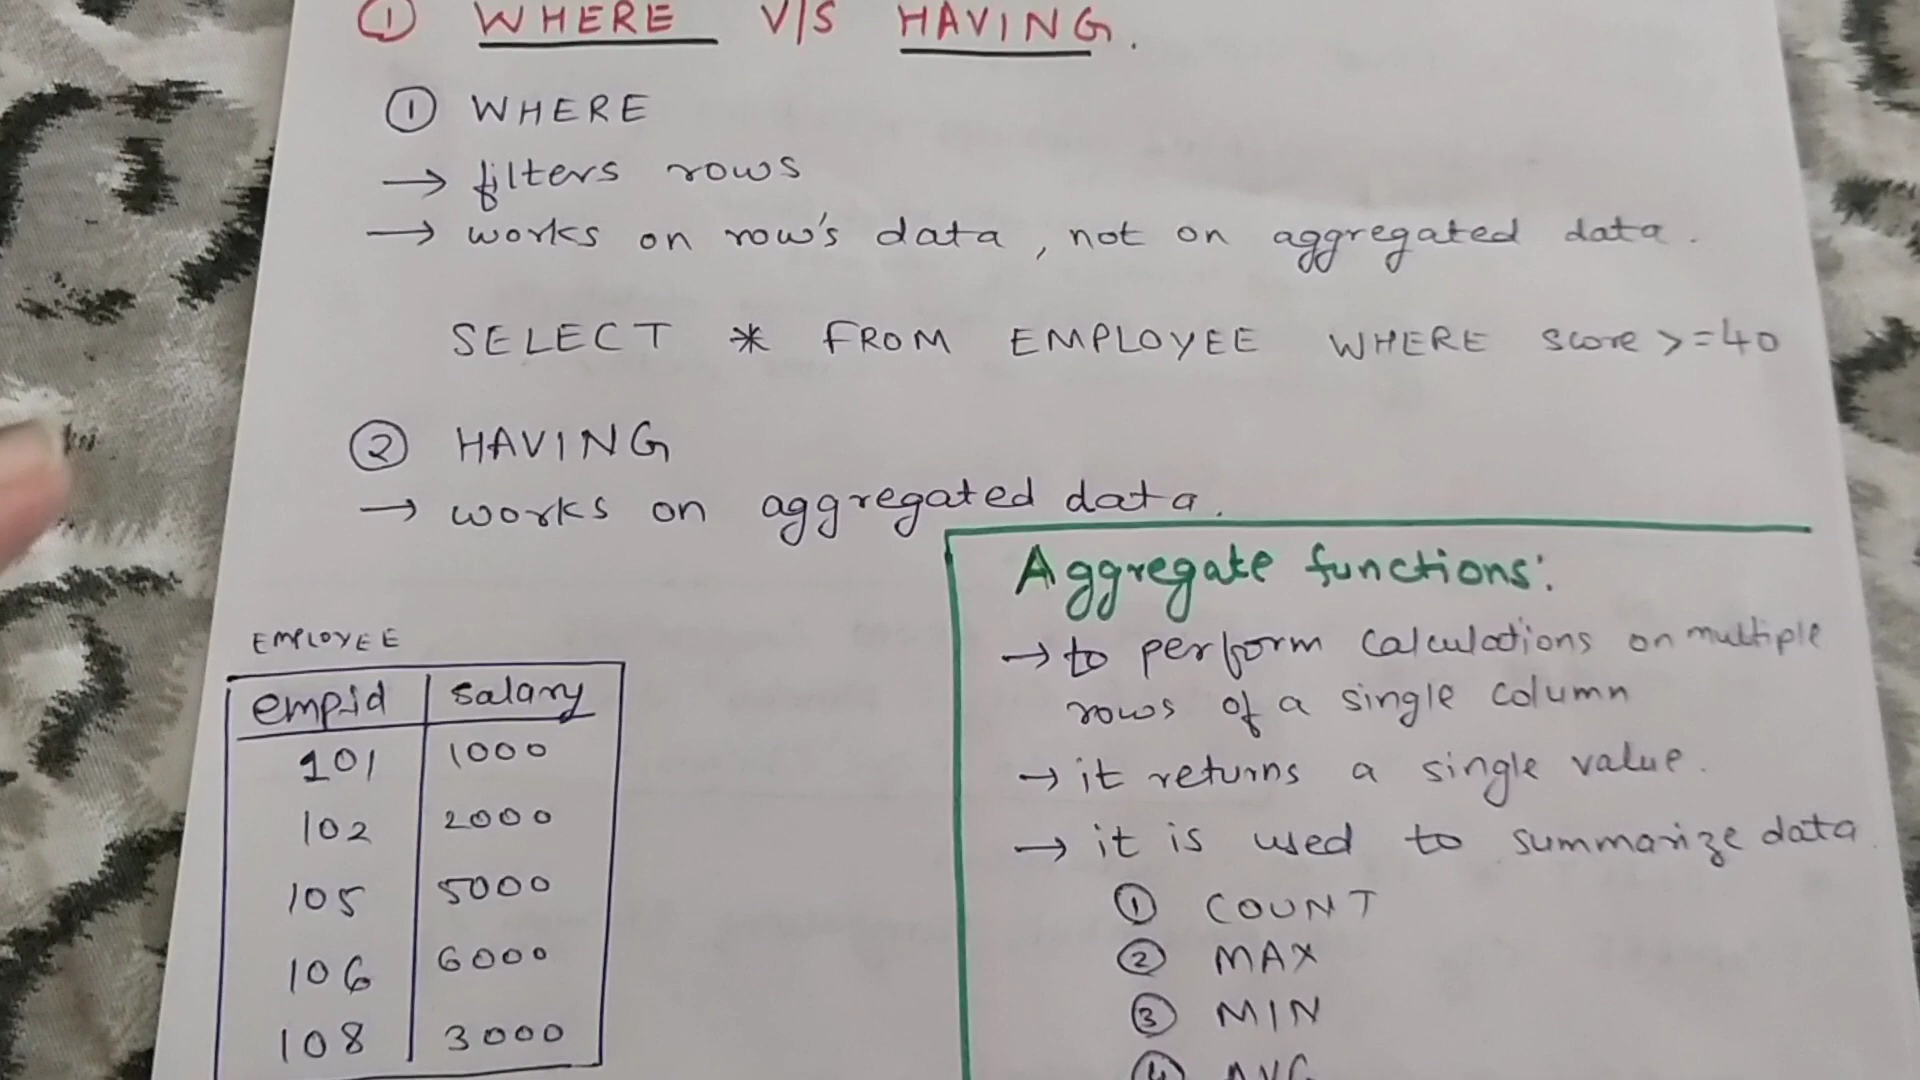 ① WHERE V/S HAVING.
① WHERE
→ filters rows
→ works on row's data, not on aggregated data.
SELECT * FROM EMPLOYEE WHERE score >=40
② HAVING
→ works on aggregated data.
EMPLOYEE
empid salary
101 1000
102 2000
105 5000
106 6000
108 3000
Aggregate functions:
→ to perform calculations on multiple
rows of a single column
→ it returns a single value.
→ it is used to summarize data.
① COUNT
② MAX
③ MIN
④ AVG